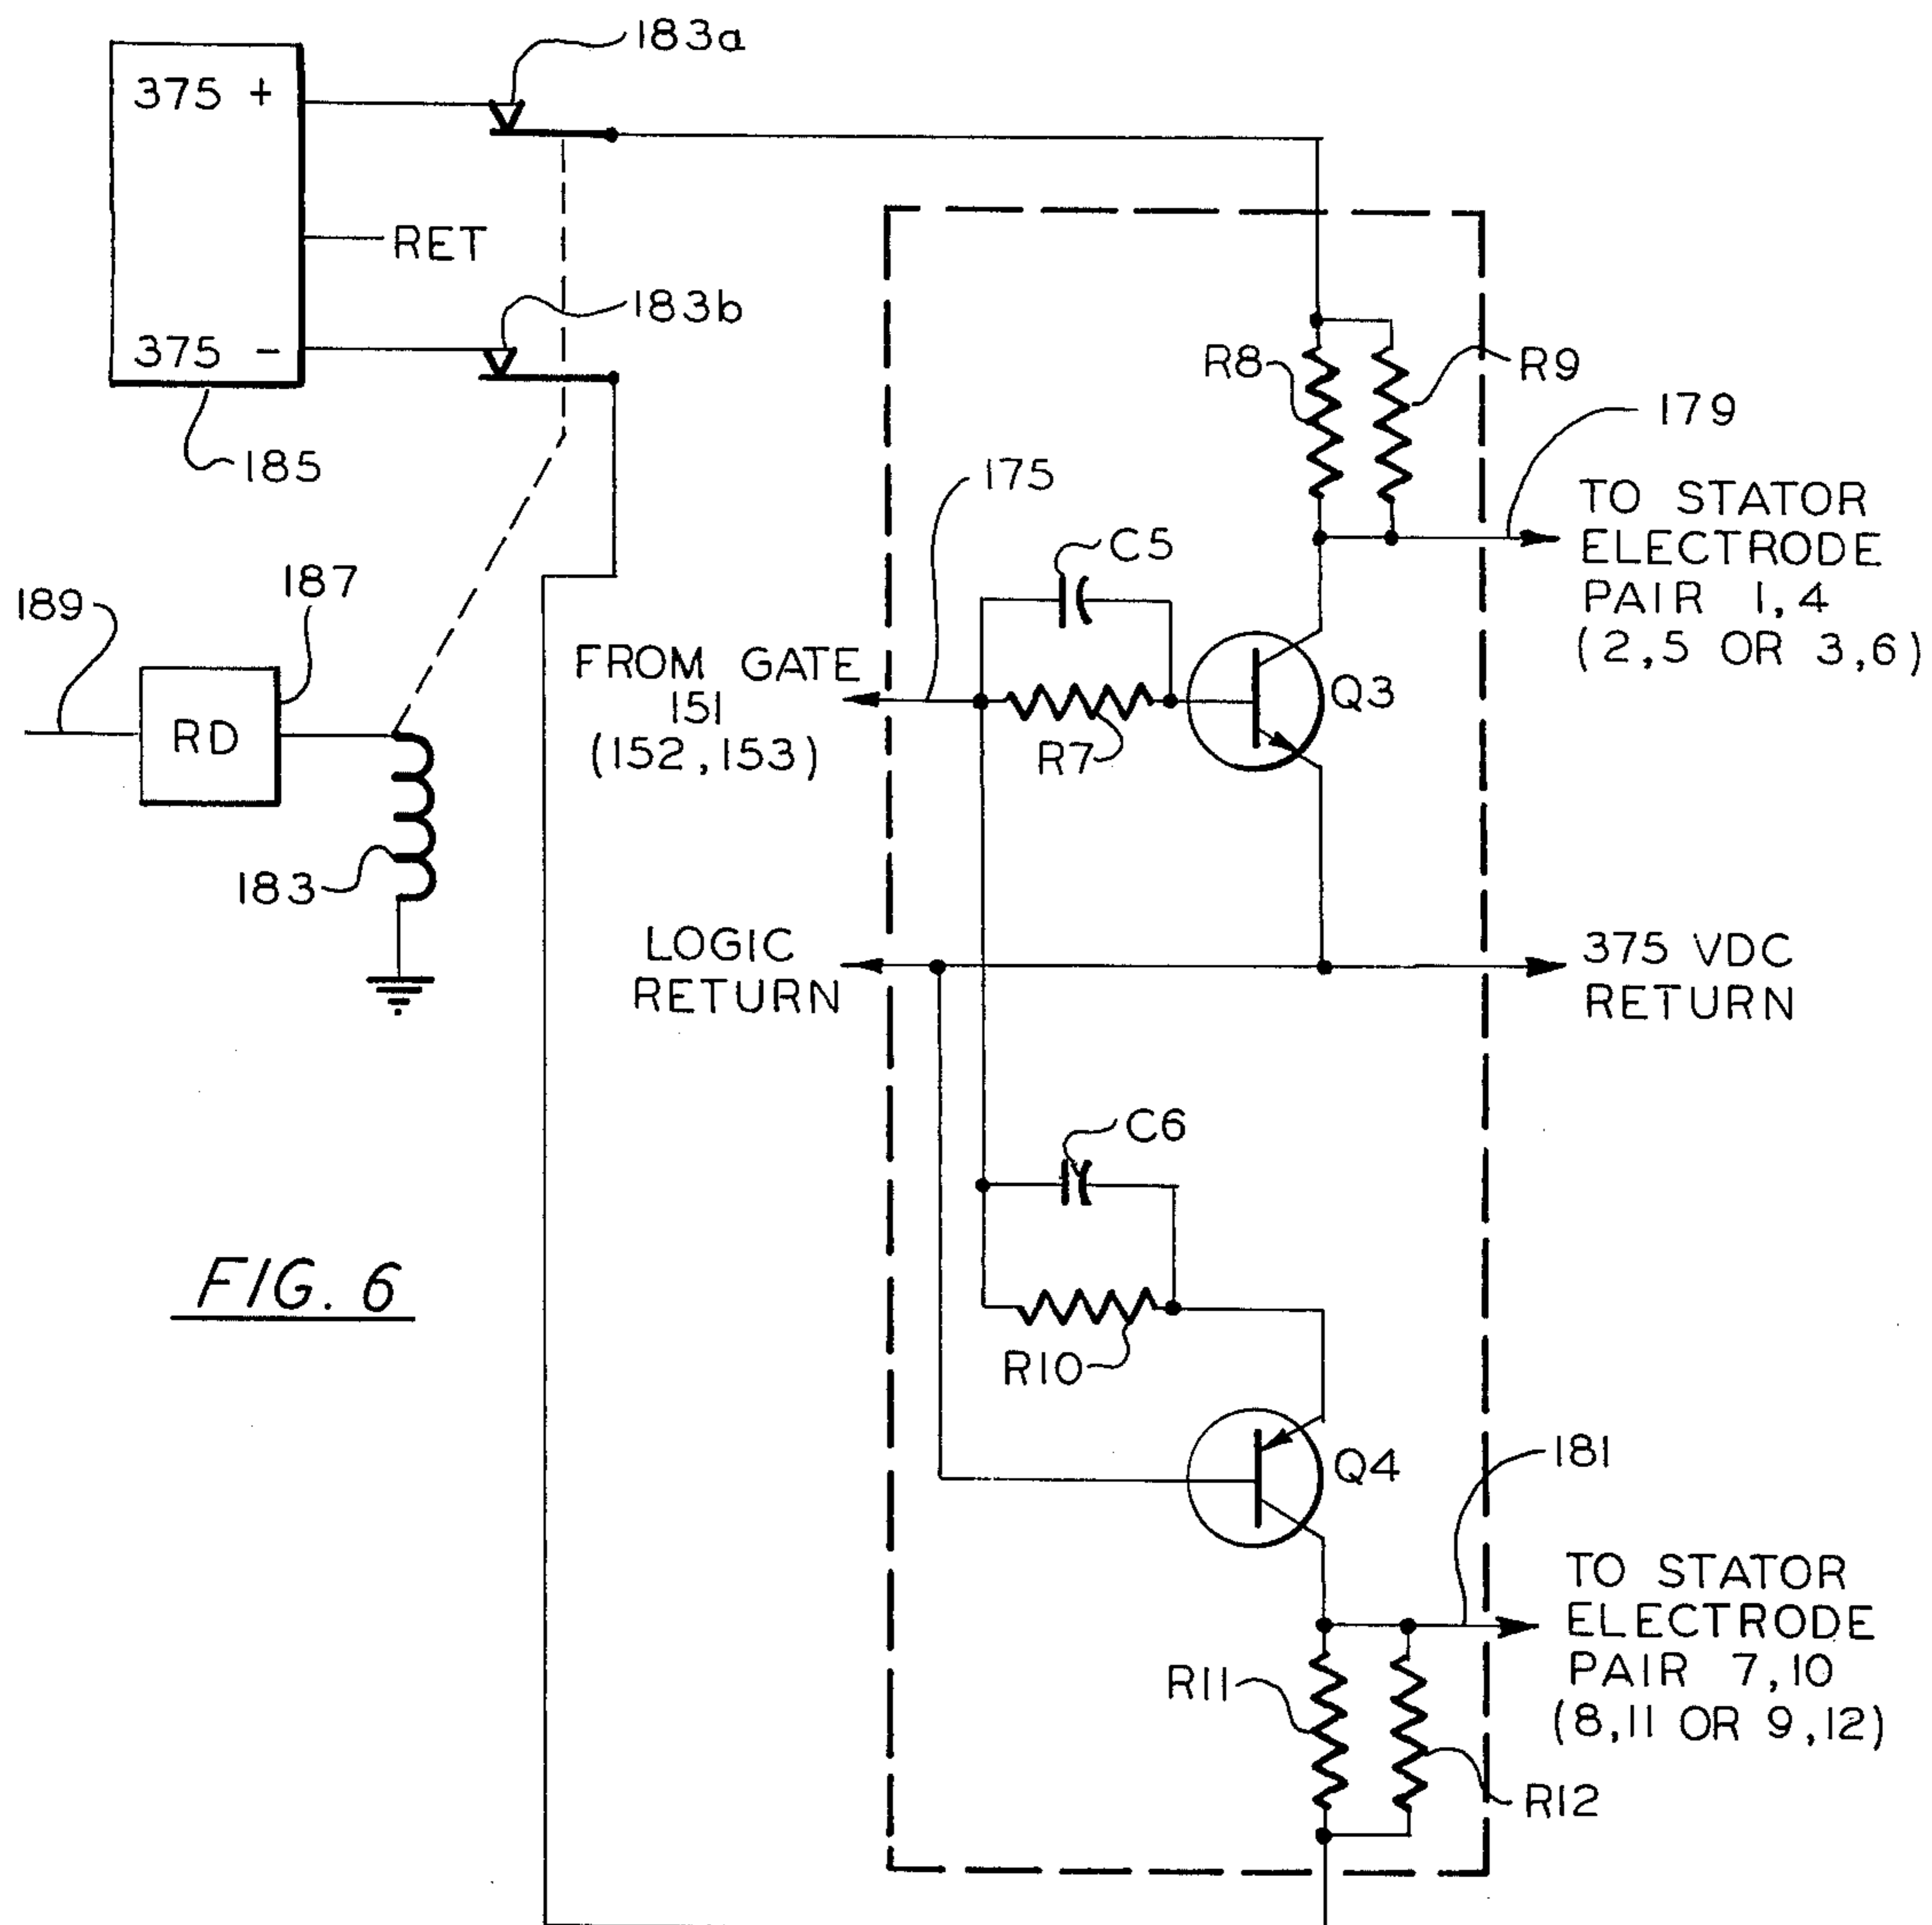 183a
375 +
RET
183b
375 -
R8
R9
179
185
175
TO STATOR
ELECTRODE
PAIR 1,4
(2,5 OR 3,6)
C5
187
189
FROM GATE
151
(152,153)
Q3
RD
R7
183
LOGIC
RETURN
375 VDC
RETURN
C6
FIG. 6
R10
Q4
181
TO STATOR
ELECTRODE
PAIR 7,10
(8,11 OR 9,12)
R11
R12